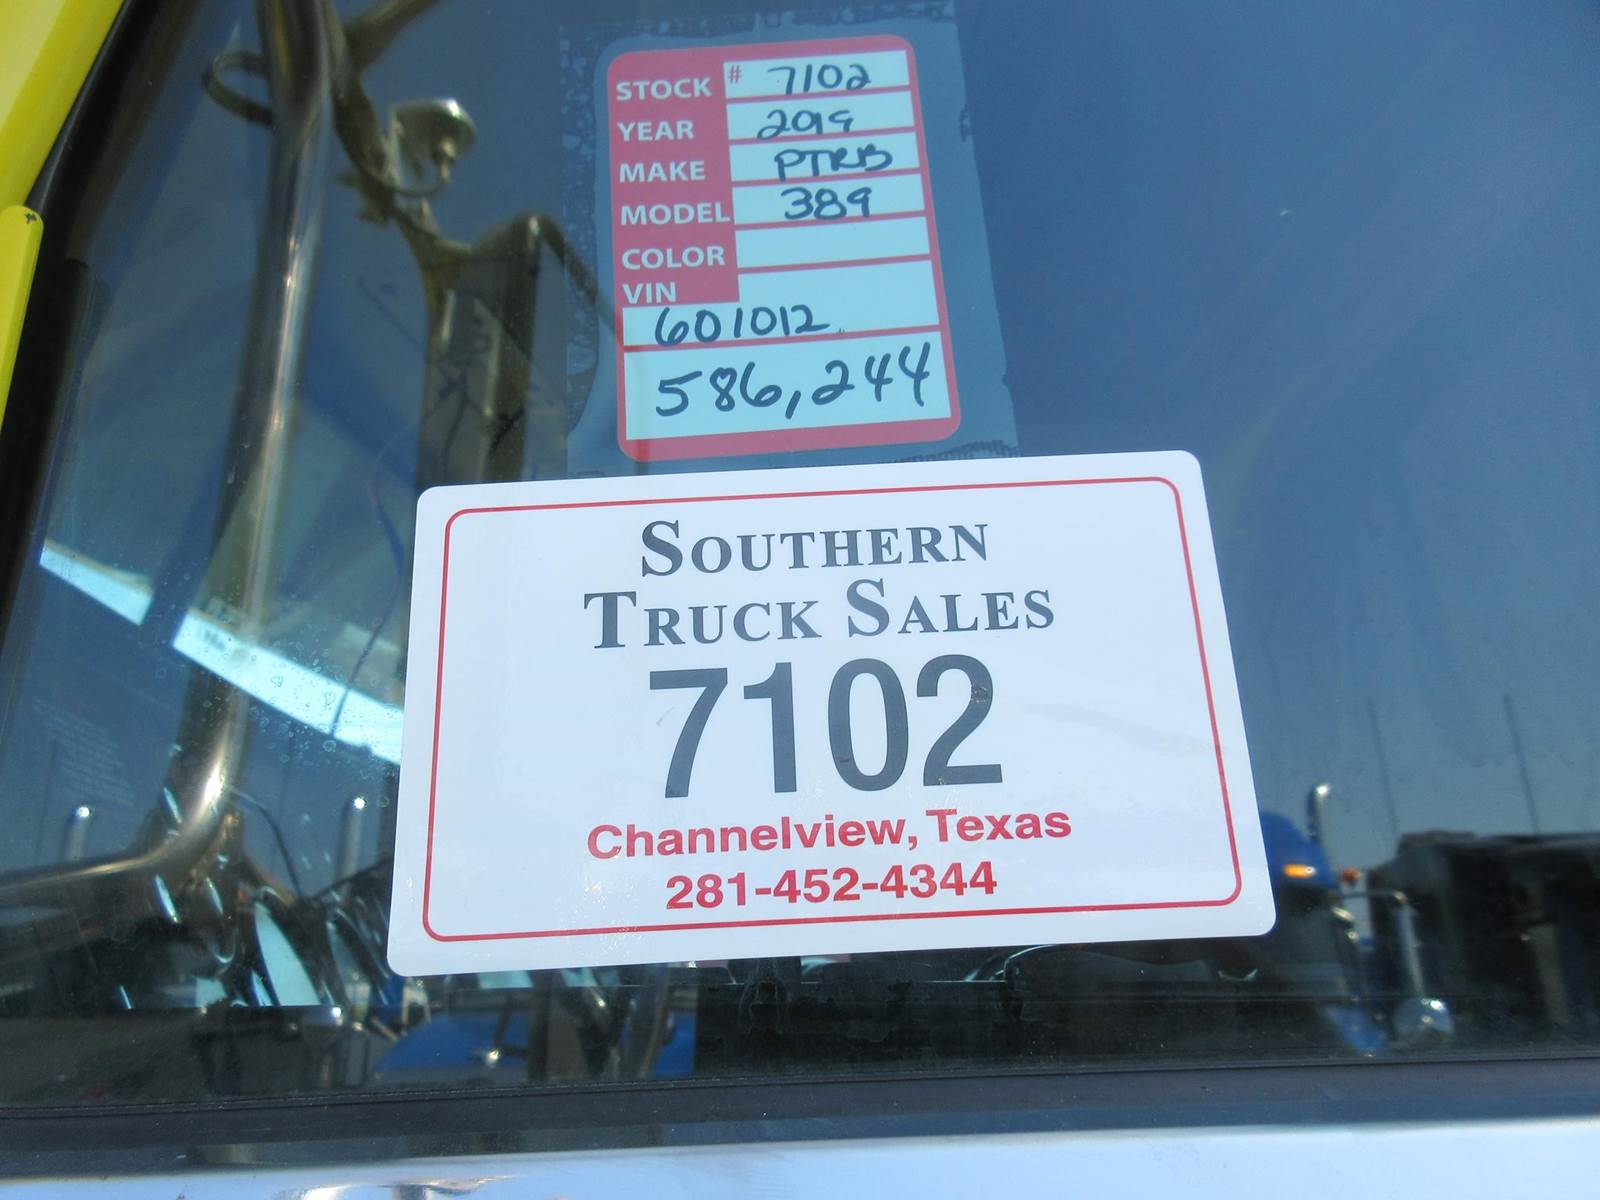 STOCK # 7102
YEAR 2019
MAKE PTRB
MODEL 389
COLOR
VIN
601012
586,244
SOUTHERN
TRUCK SALES
7102
Channelview, Texas
281-452-4344